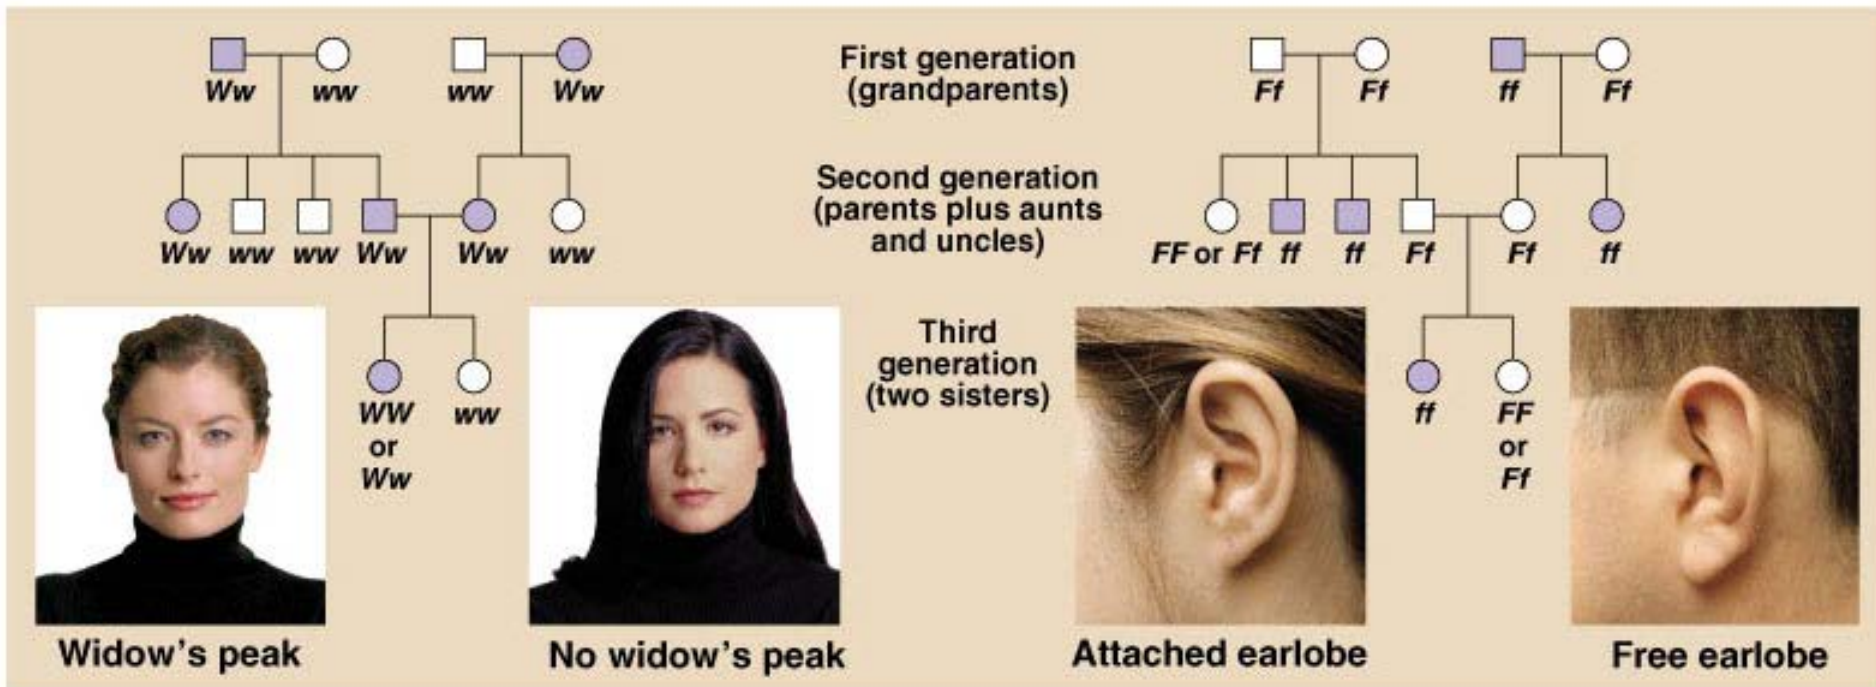 Ww ww ww Ww
First generation
(grandparents)
Ff Ff ff Ff
Second generation
(parents plus aunts
and uncles)
Ww ww ww Ww Ww ww
FF or Ff ff ff Ff Ff ff
Third
generation
(two sisters)
WW
or
Ww
ww
ff
FF
or
Ff
Widow's peak
No widow's peak
Attached earlobe
Free earlobe